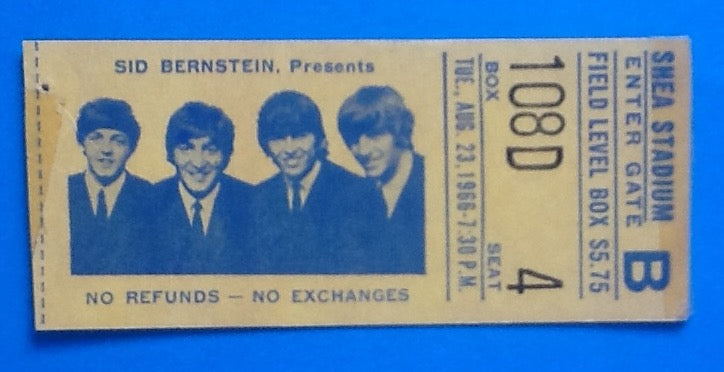 SID BERNSTEIN, Presents
NO REFUNDS — NO EXCHANGES
SHEA STADIUM
ENTER GATE B
FIELD LEVEL BOX $5.75
108D 4
BOX SEAT
TUE., AUG. 23, 1966-7:30 P.M.